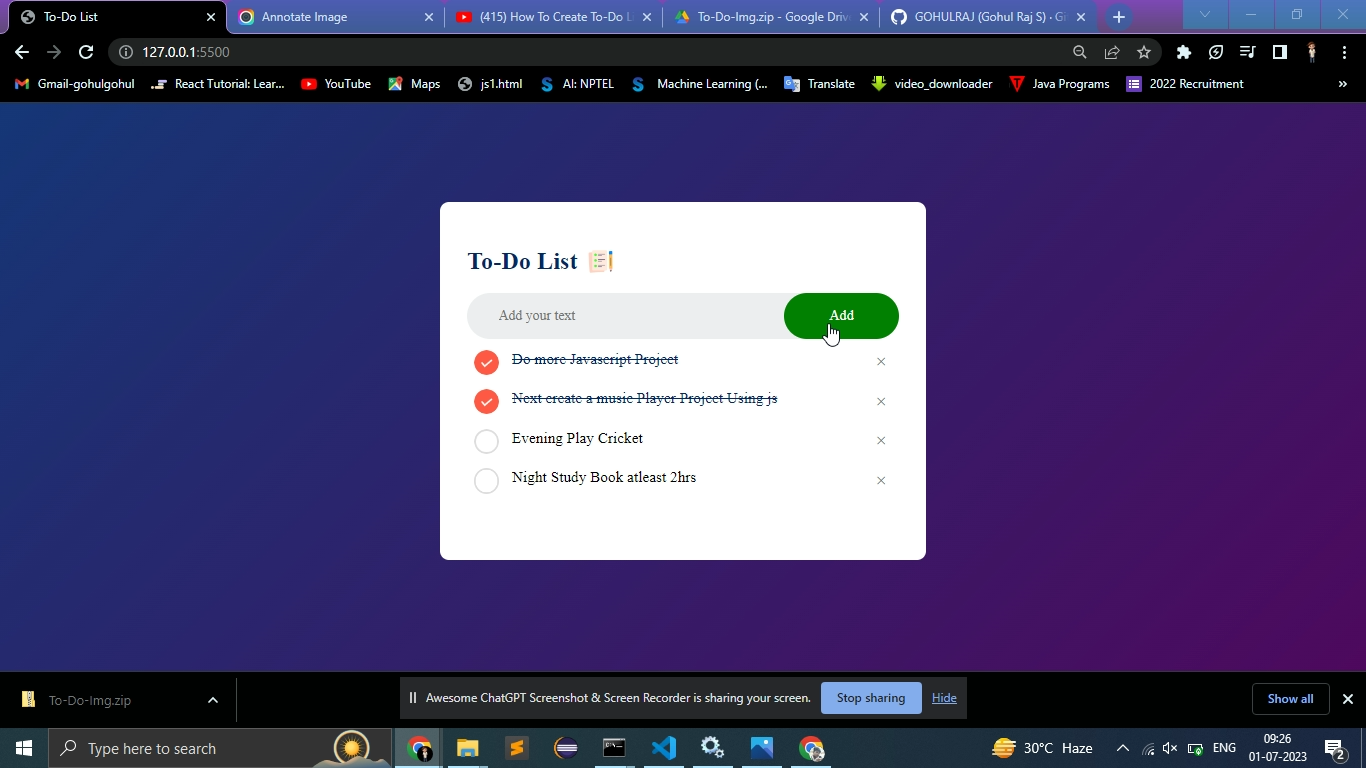 To-Do List
Annotate Image
(415) How To Create To-Do Li
To-Do-Img.zip - Google Drive
GOHULRAJ (Gohul Raj S) · Gi
127.0.0.1:5500
Gmail-gohulgohul
React Tutorial: Lear...
YouTube
Maps
js1.html
AI: NPTEL
Machine Learning (...
Translate
video_downloader
Java Programs
2022 Recruitment
»
To-Do List
Add your text
Add
Do more Javascript Project
Next create a music Player Project Using js
Evening Play Cricket
Night Study Book atleast 2hrs
To-Do-Img.zip
Awesome ChatGPT Screenshot & Screen Recorder is sharing your screen.
Stop sharing
Hide
Show all
Type here to search
30°C Haze
ENG
09:26
01-07-2023
2